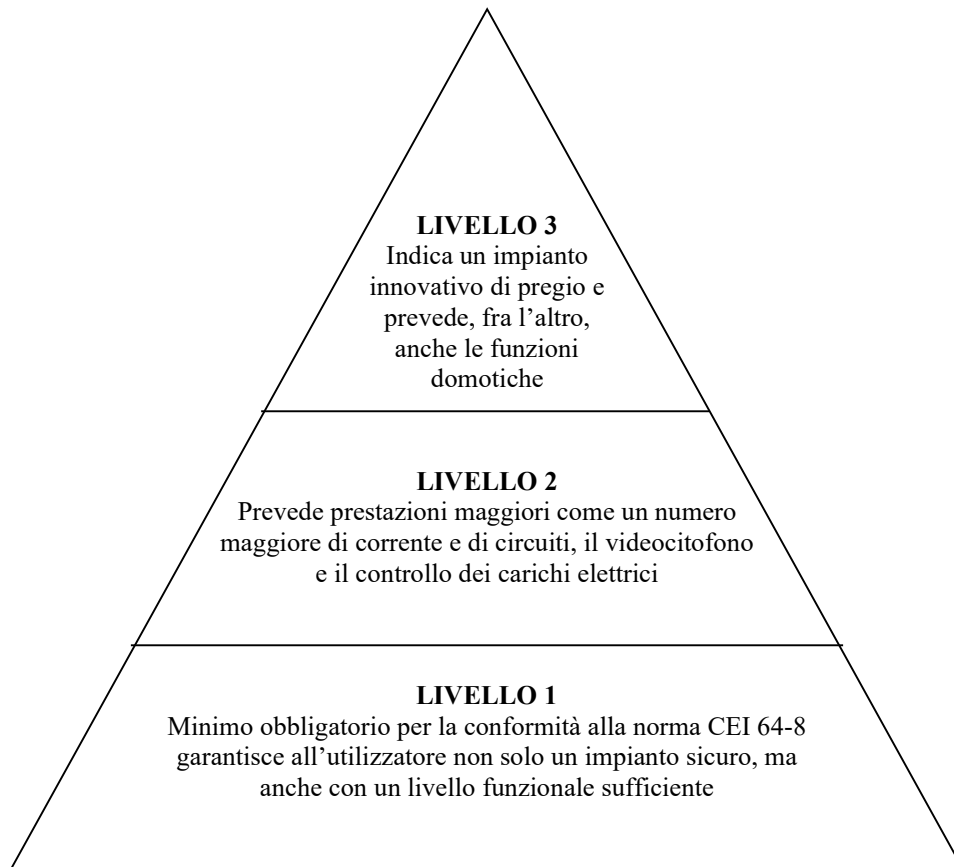 LIVELLO 3
Indica un impianto
innovativo di pregio e
prevede, fra l’altro,
anche le funzioni
domotiche
LIVELLO 2
Prevede prestazioni maggiori come un numero
maggiore di corrente e di circuiti, il videocitofono
e il controllo dei carichi elettrici
LIVELLO 1
Minimo obbligatorio per la conformità alla norma CEI 64-8
garantisce all’utilizzatore non solo un impianto sicuro, ma
anche con un livello funzionale sufficiente